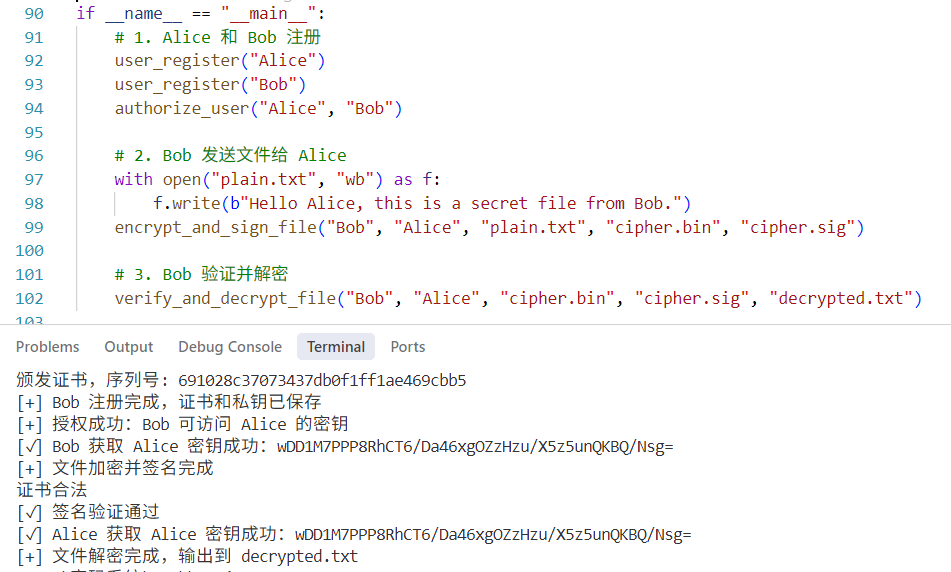 90 if __name__ == "__main__":
91 # 1. Alice 和 Bob 注册
92 user_register("Alice")
93 user_register("Bob")
94 authorize_user("Alice", "Bob")
95
96 # 2. Bob 发送文件给 Alice
97 with open("plain.txt", "wb") as f:
98 f.write(b"Hello Alice, this is a secret file from Bob.")
99 encrypt_and_sign_file("Bob", "Alice", "plain.txt", "cipher.bin", "cipher.sig")
100
101 # 3. Bob 验证并解密
102 verify_and_decrypt_file("Bob", "Alice", "cipher.bin", "cipher.sig", "decrypted.txt")
103
Problems Output Debug Console Terminal Ports
颁发证书，序列号: 691028c37073437db0f1ff1ae469cbb5
[+] Bob 注册完成，证书和私钥已保存
[+] 授权成功：Bob 可访问 Alice 的密钥
[√] Bob 获取 Alice 密钥成功：wDD1M7PPP8RhCT6/Da46xgOZzHzu/X5z5unQKBQ/Nsg=
[+] 文件加密并签名完成
证书合法
[√] 签名验证通过
[√] Alice 获取 Alice 密钥成功：wDD1M7PPP8RhCT6/Da46xgOZzHzu/X5z5unQKBQ/Nsg=
[+] 文件解密完成，输出到 decrypted.txt